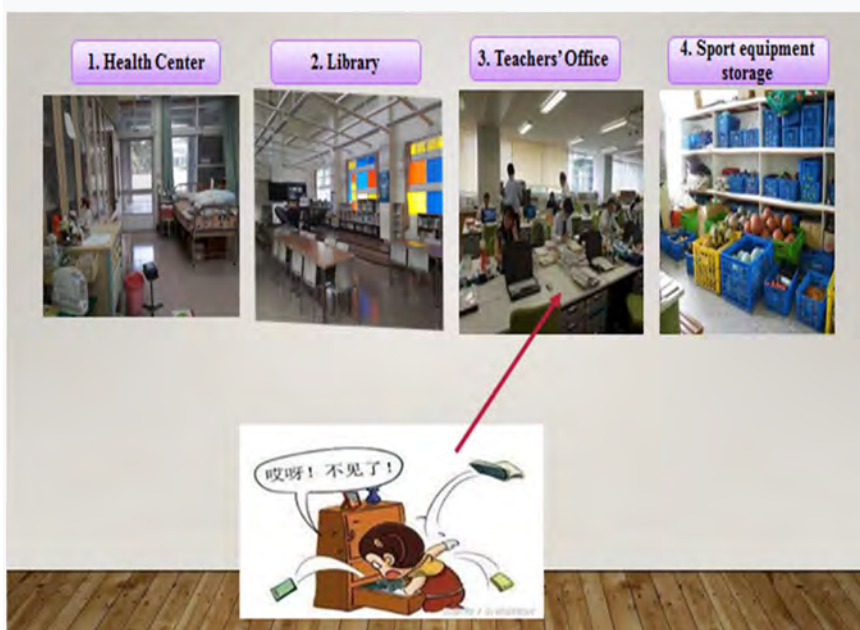 1. Health Center
2. Library
3. Teachers' Office
4. Sport equipment
storage
哎呀！不见了！